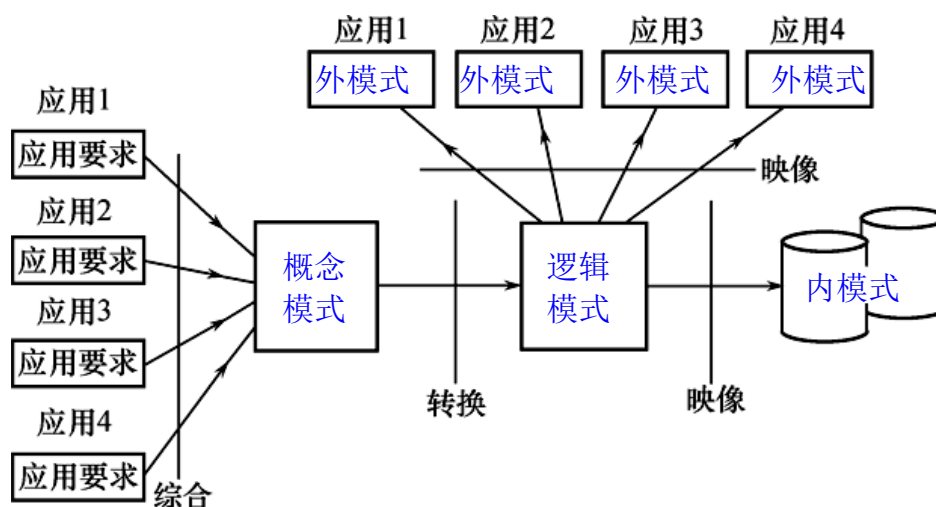 应用1 应用2 应用3 应用4
外模式 外模式 外模式 外模式
应用1
应用要求
映像
应用2
应用要求
概念
模式
逻辑
模式
内模式
应用3
应用要求
转换
映像
应用4
应用要求
综合